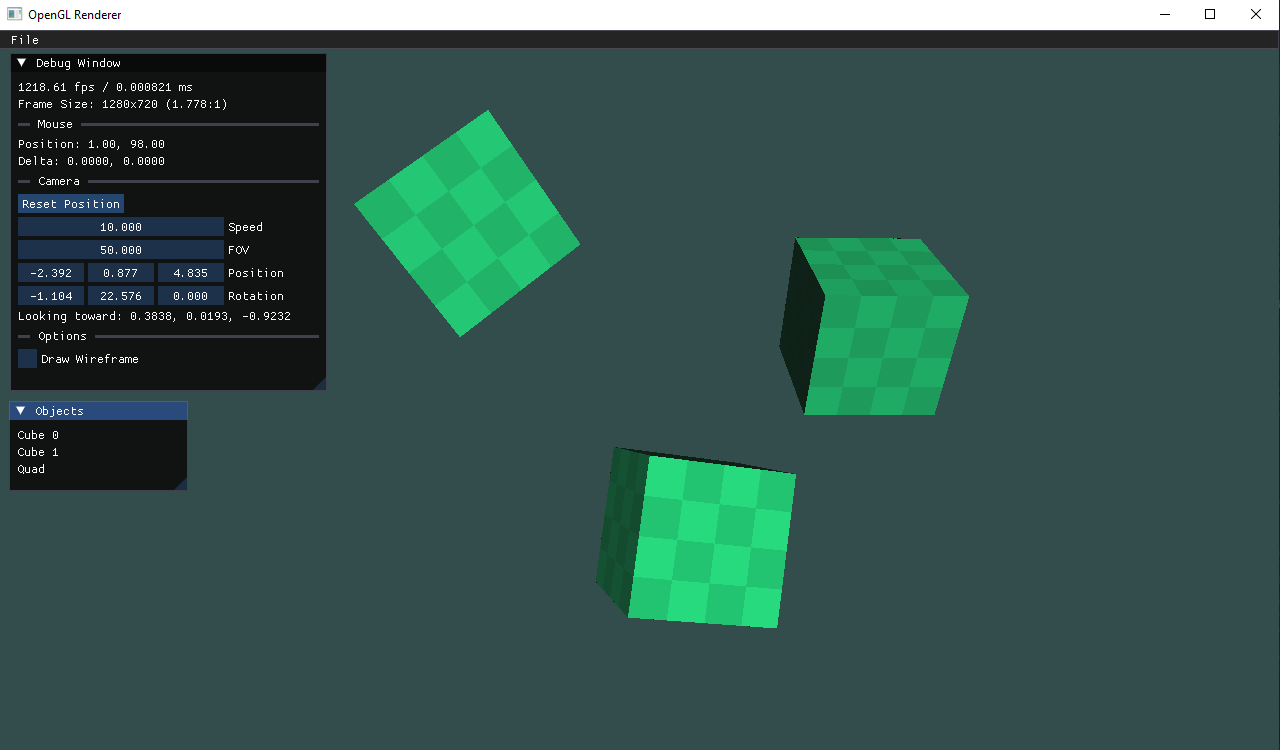 OpenGL Renderer
File
Debug Window
1218.61 fps / 0.000821 ms
Frame Size: 1280x720 (1.778:1)
Mouse
Position: 1.00, 98.00
Delta: 0.0000, 0.0000
Camera
Reset Position
10.000 Speed
50.000 FOV
-2.392 0.877 4.835 Position
-1.104 22.576 0.000 Rotation
Looking toward: 0.3838, 0.0193, -0.9232
Options
Draw Wireframe
Objects
Cube 0
Cube 1
Quad